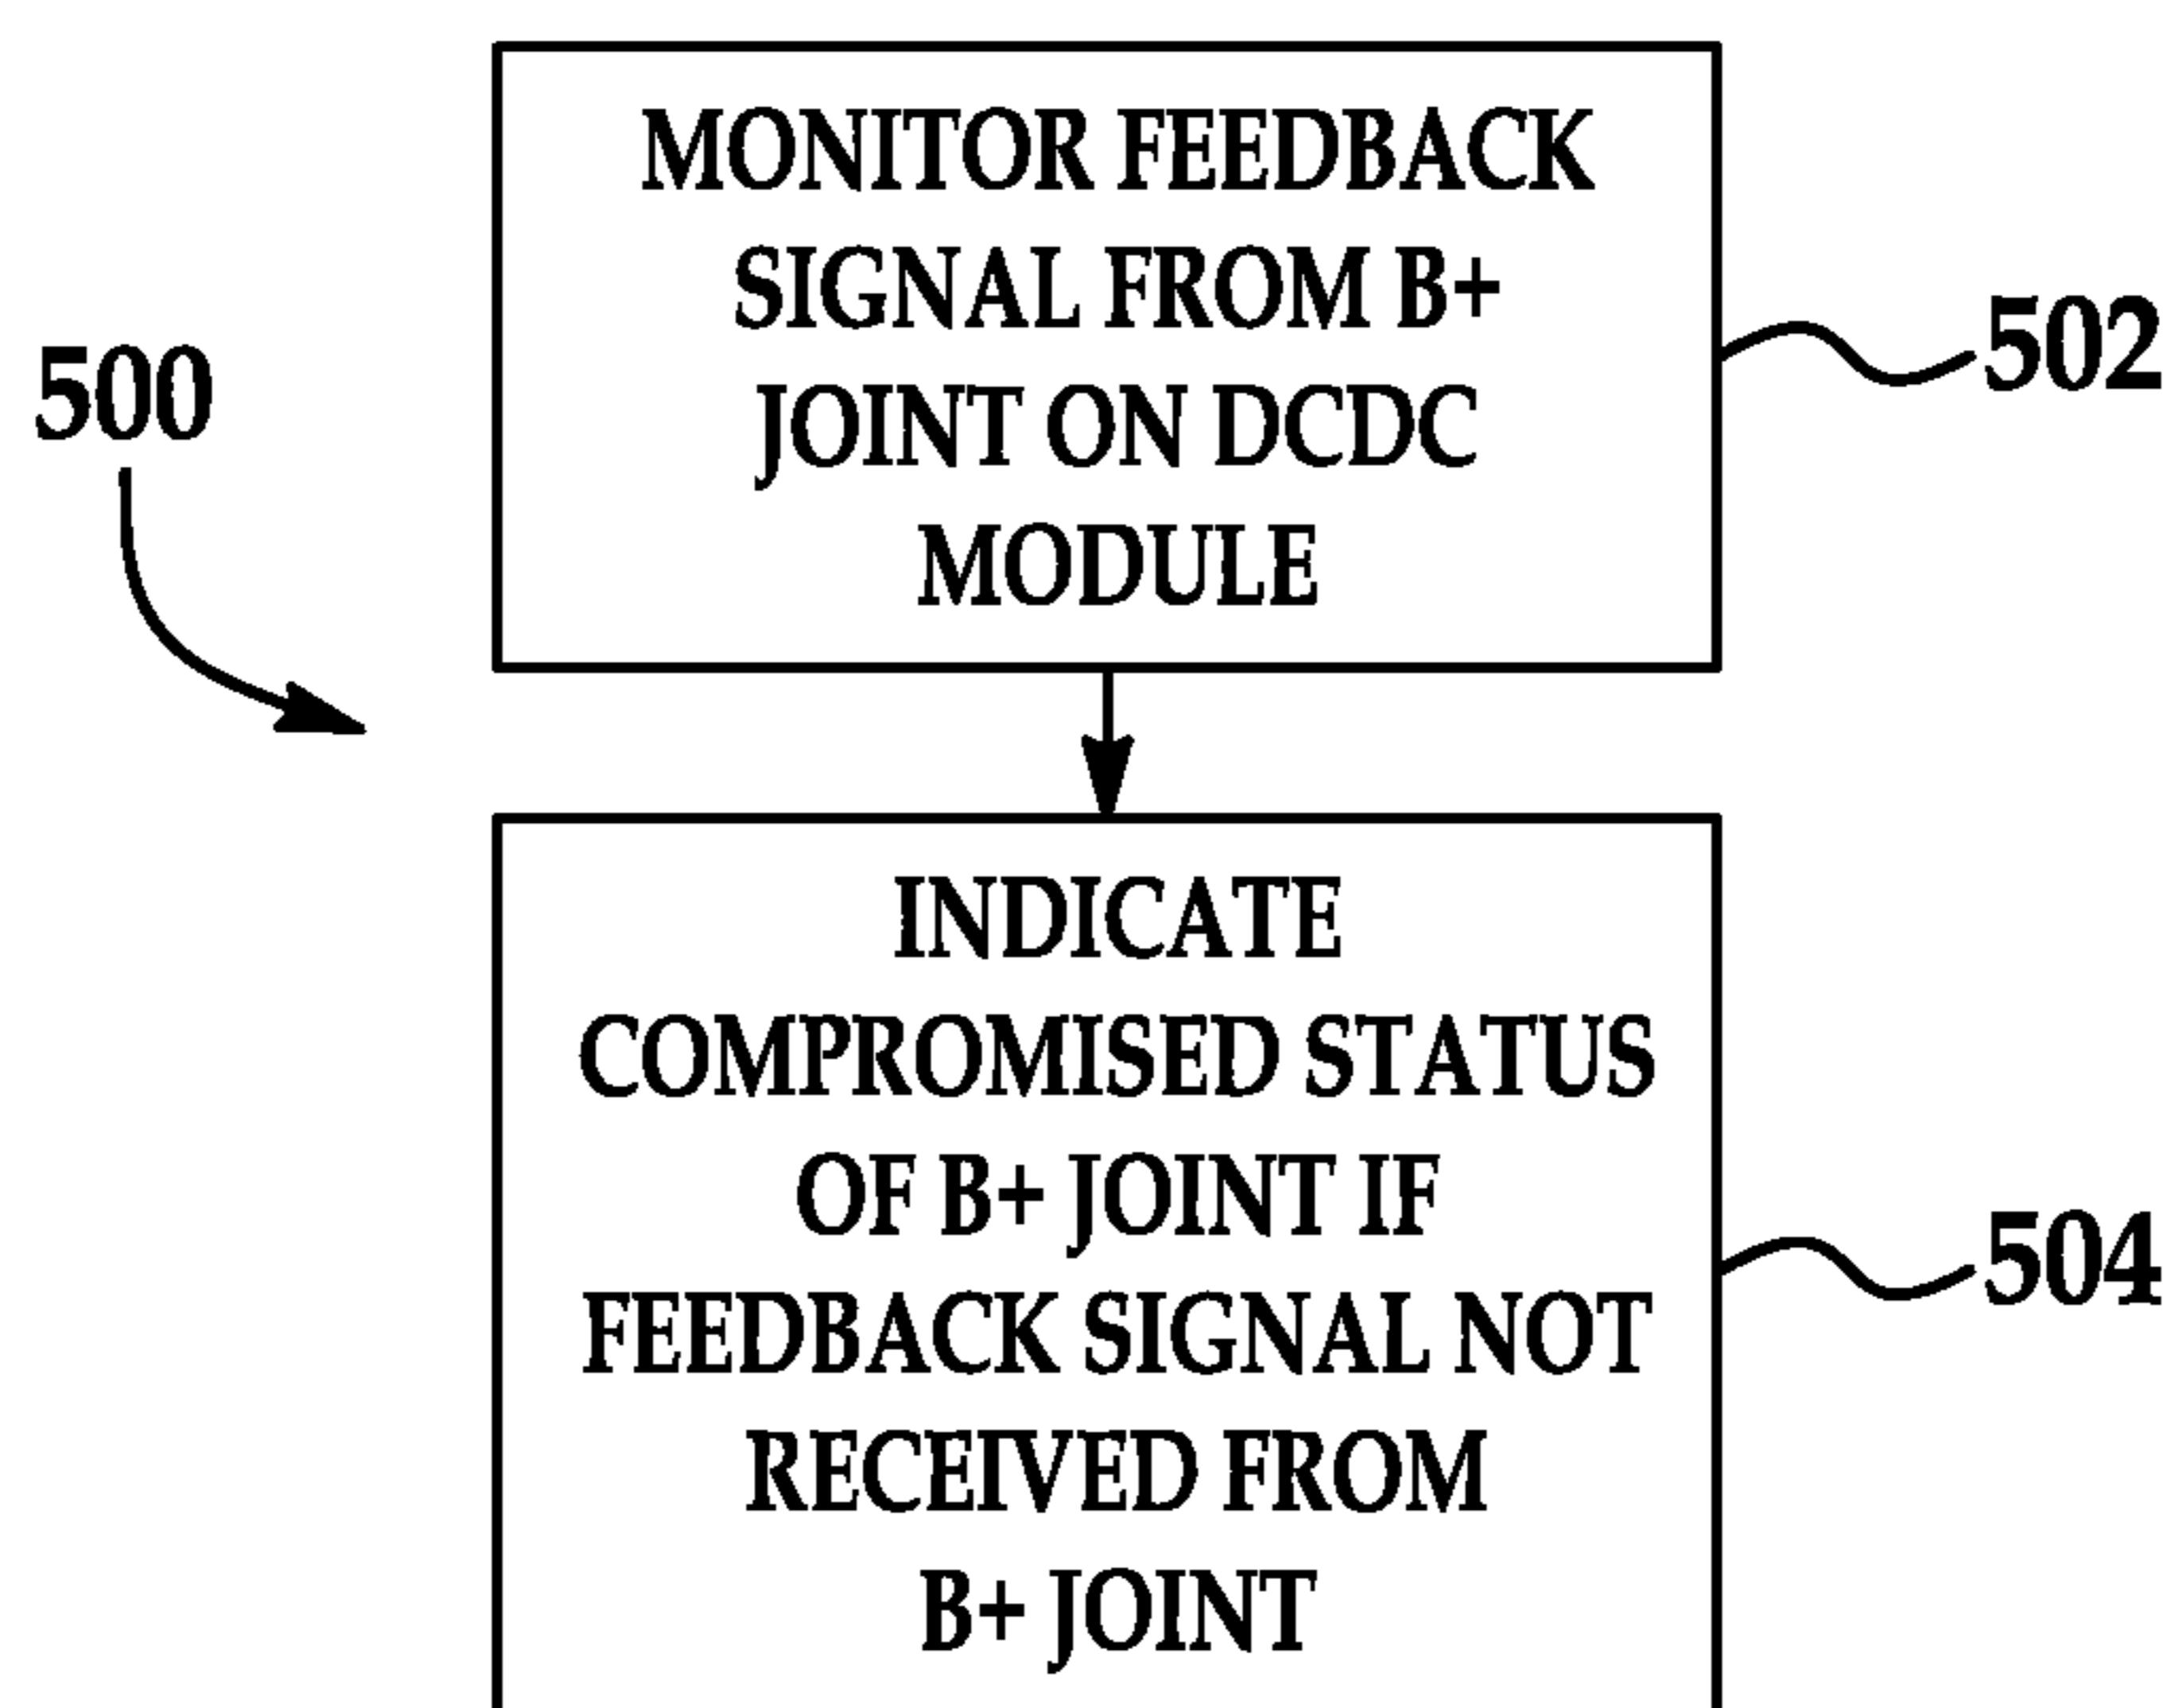 MONITOR FEEDBACK
SIGNAL FROM B+
JOINT ON DCDC
MODULE
502
500
INDICATE
COMPROMISED STATUS
OF B+ JOINT IF
FEEDBACK SIGNAL NOT
RECEIVED FROM
B+ JOINT
504